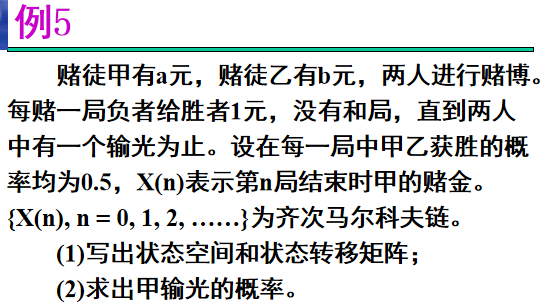 例5
赌徒甲有a元，赌徒乙有b元，两人进行赌博。
每赌一局负者给胜者1元，没有和局，直到两人
中有一个输光为止。设在每一局中甲乙获胜的概
率均为0.5，X(n)表示第n局结束时甲的赌金。
{X(n), n = 0, 1, 2, ……}为齐次马尔科夫链。
(1)写出状态空间和状态转移矩阵；
(2)求出甲输光的概率。